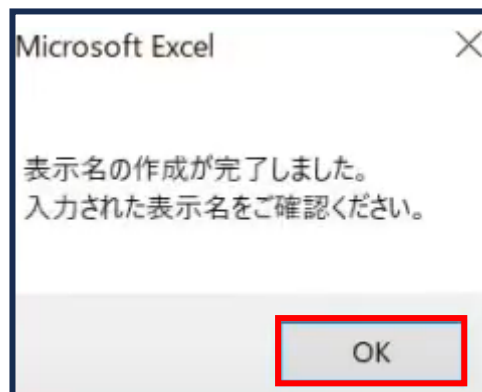 Microsoft Excel
表示名の作成が完了しました。
入力された表示名をご確認ください。
OK